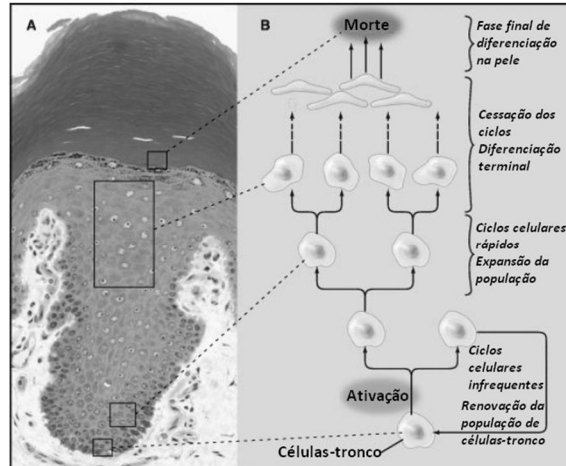 A
B
Morte
Fase final de
diferenciação
na pele
Cessação dos
ciclos
Diferenciação
terminal
Ciclos celulares
rápidos
Expansão da
população
Ativação
Ciclos
celulares
infrequentes
Renovação da
população de
células-tronco
Células-tronco